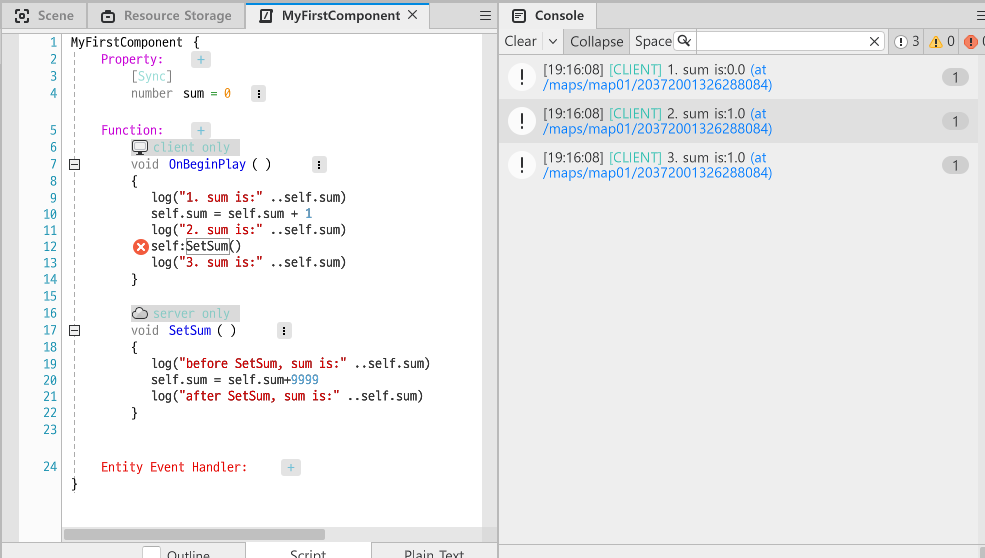 Scene
Resource Storage
MyFirstComponent
1 MyFirstComponent {
2 Property: +
3 [Sync]
4 number sum = 0
5 Function: +
6 client only
7 void OnBeginPlay ( )
8 {
9 log("1. sum is:" ..self.sum)
10 self.sum = self.sum + 1
11 log("2. sum is:" ..self.sum)
12 self:SetSum()
13 log("3. sum is:" ..self.sum)
14 }
15
16 server only
17 void SetSum ( )
18 {
19 log("before SetSum, sum is:" ..self.sum)
20 self.sum = self.sum+9999
21 log("after SetSum, sum is:" ..self.sum)
22 }
23
24 Entity Event Handler: +
}
Outline
Script
Plain Text
Console
Clear
Collapse
Space
3
0
0
[19:16:08] [CLIENT] 1. sum is:0.0 (at
/maps/map01/20372001326288084)
1
[19:16:08] [CLIENT] 2. sum is:1.0 (at
/maps/map01/20372001326288084)
1
[19:16:08] [CLIENT] 3. sum is:1.0 (at
/maps/map01/20372001326288084)
1